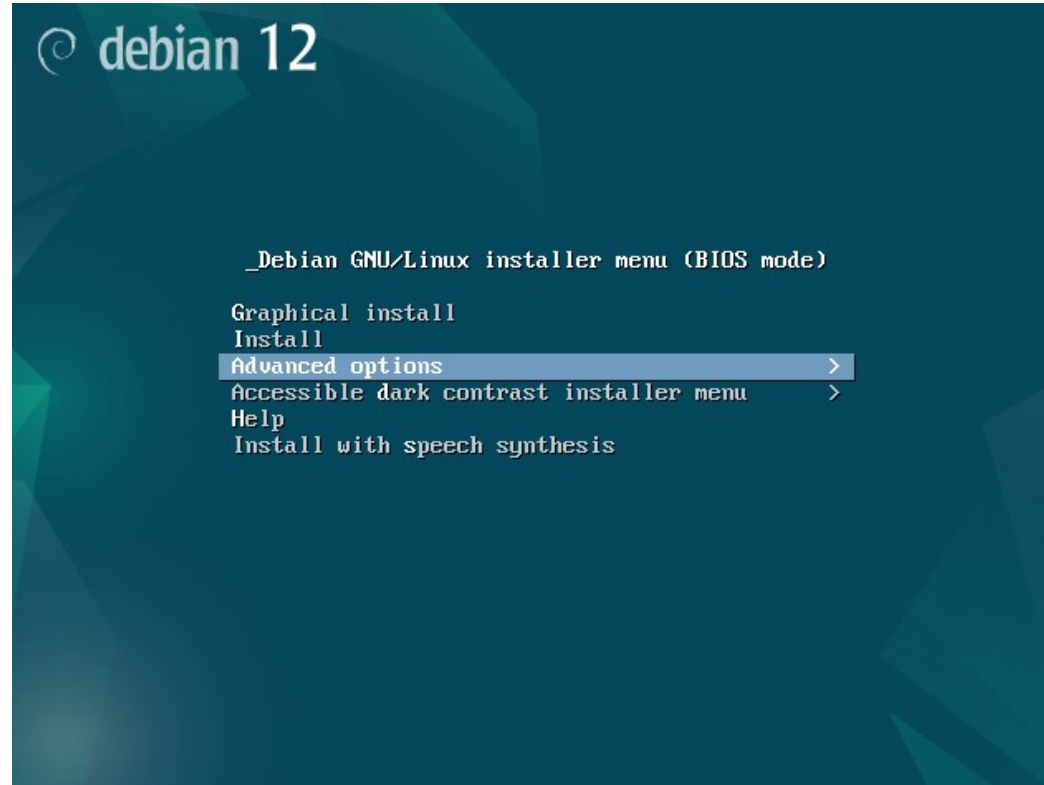 debian 12
_Debian GNU/Linux installer menu (BIOS mode)
Graphical install
Install
Advanced options >
Accessible dark contrast installer menu >
Help
Install with speech synthesis